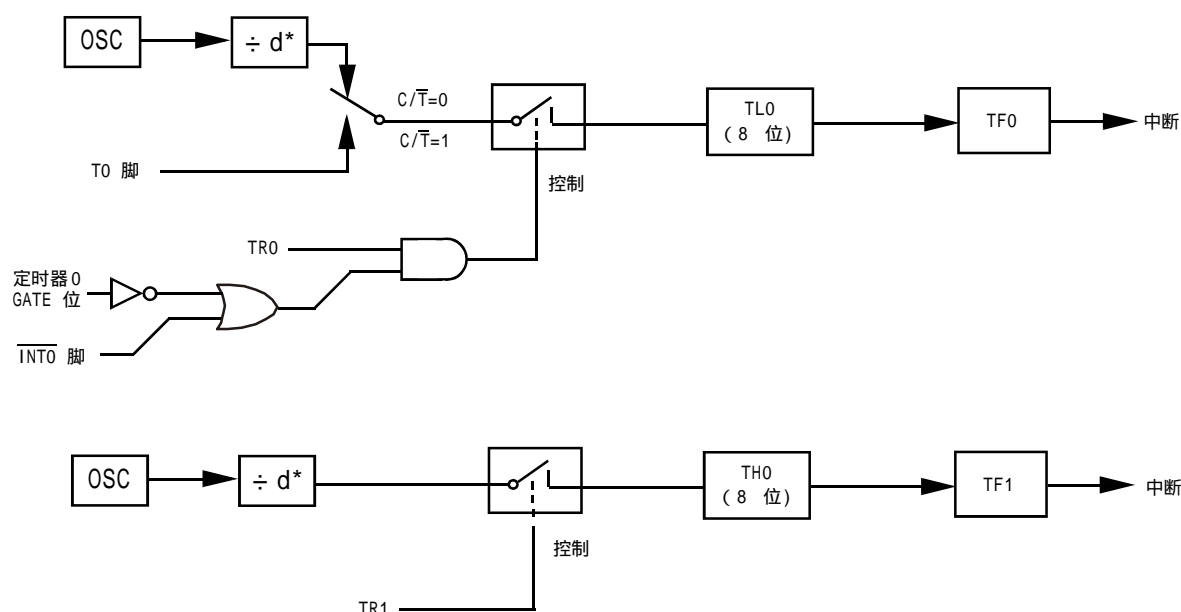 OSC
÷ d*
C/T̅=0
C/T̅=1
T0 脚
控制
TL0
(8 位)
TF0
中断
TR0
定时器0
GATE 位
I̅N̅T̅0̅ 脚
OSC
÷ d*
控制
TH0
(8 位)
TF1
中断
TR1